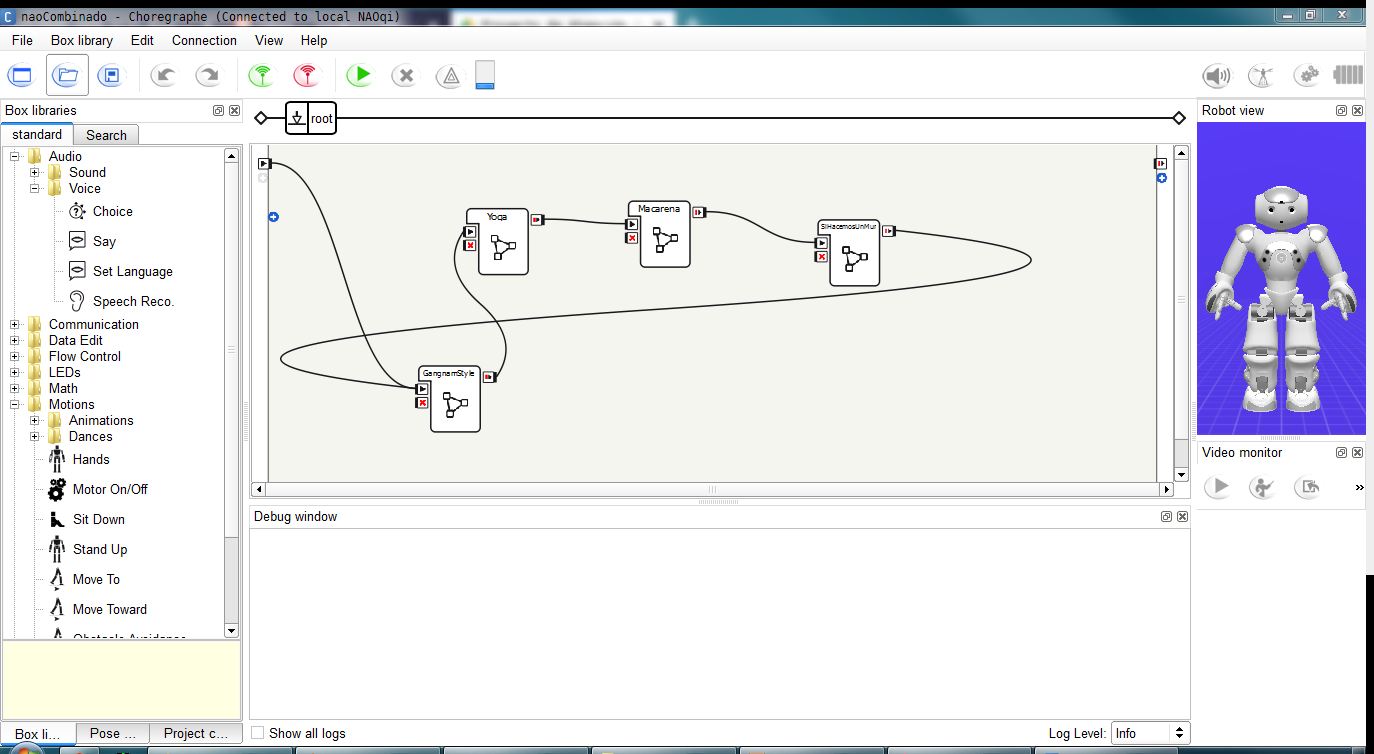 naoCombinado - Choregraphe (Connected to local NAOqi)
File Box library Edit Connection View Help
Box libraries
standard Search
Audio
Sound
Voice
Choice
Say
Set Language
Speech Reco.
Communication
Data Edit
Flow Control
LEDs
Math
Motions
Animations
Dances
Hands
Motor On/Off
Sit Down
Stand Up
Move To
Move Toward
Obstacle Avoidance
Box li... Pose ... Project c...
root
Yoga
Macarena
SiHacemosUnMur
GangnamStyle
Debug window
Show all logs
Log Level: Info
Robot view
Video monitor
»